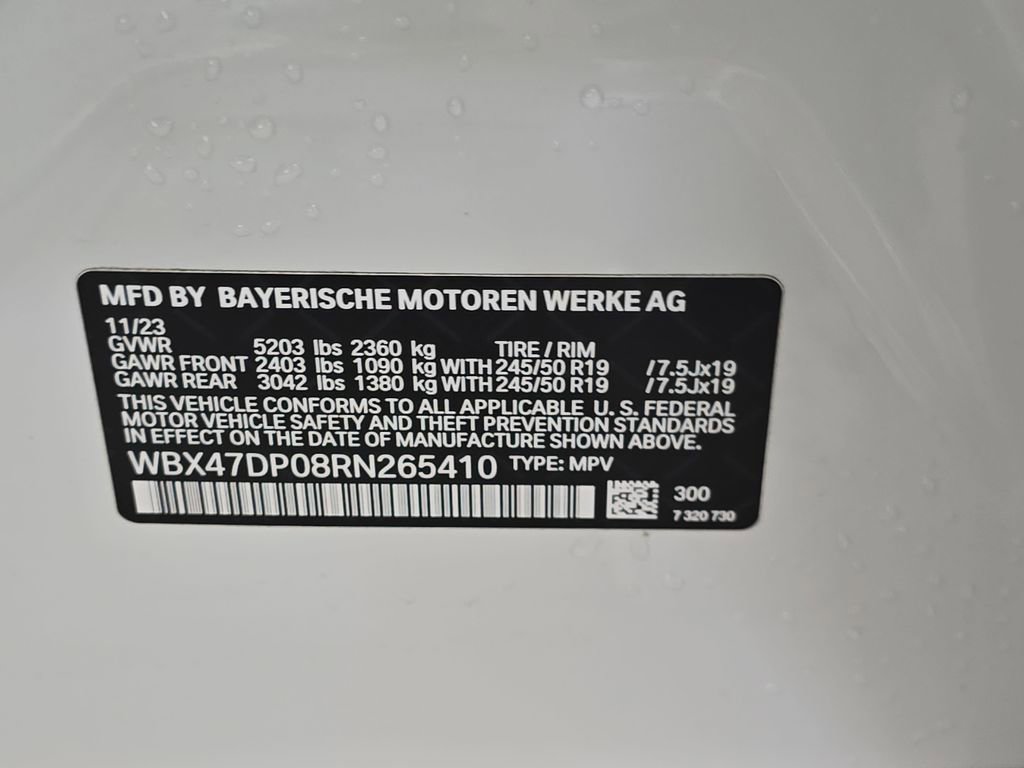 MFD BY BAYERISCHE MOTOREN WERKE AG
11/23
GVWR 5203 lbs 2360 kg TIRE / RIM
GAWR FRONT 2403 lbs 1090 kg WITH 245/50 R19 /7.5Jx19
GAWR REAR 3042 lbs 1380 kg WITH 245/50 R19 /7.5Jx19
THIS VEHICLE CONFORMS TO ALL APPLICABLE U. S. FEDERAL
MOTOR VEHICLE SAFETY AND THEFT PREVENTION STANDARDS
IN EFFECT ON THE DATE OF MANUFACTURE SHOWN ABOVE.
WBX47DP08RN265410 TYPE: MPV
300
7 320 730